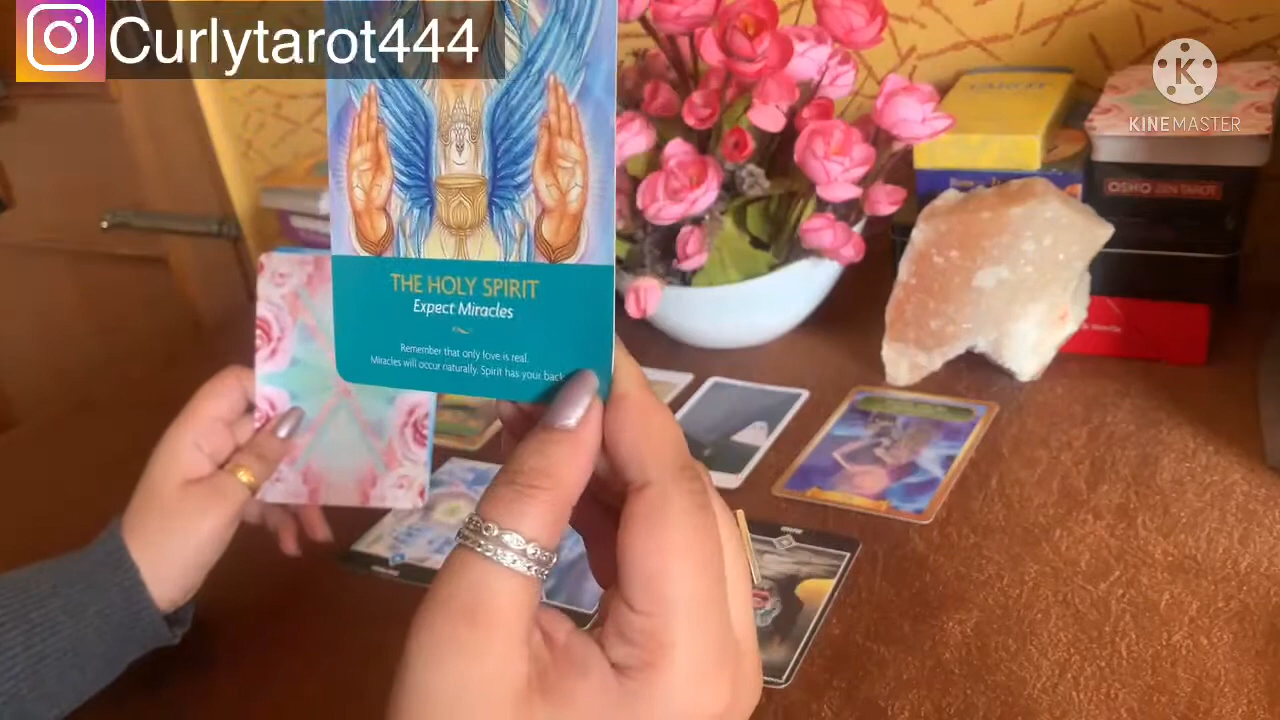 Curlytarot444
KINEMASTER
TAROT
OSHO ZEN TAROT
THE HOLY SPIRIT
Expect Miracles
Remember that only love is real.
Miracles will occur naturally. Spirit has your back